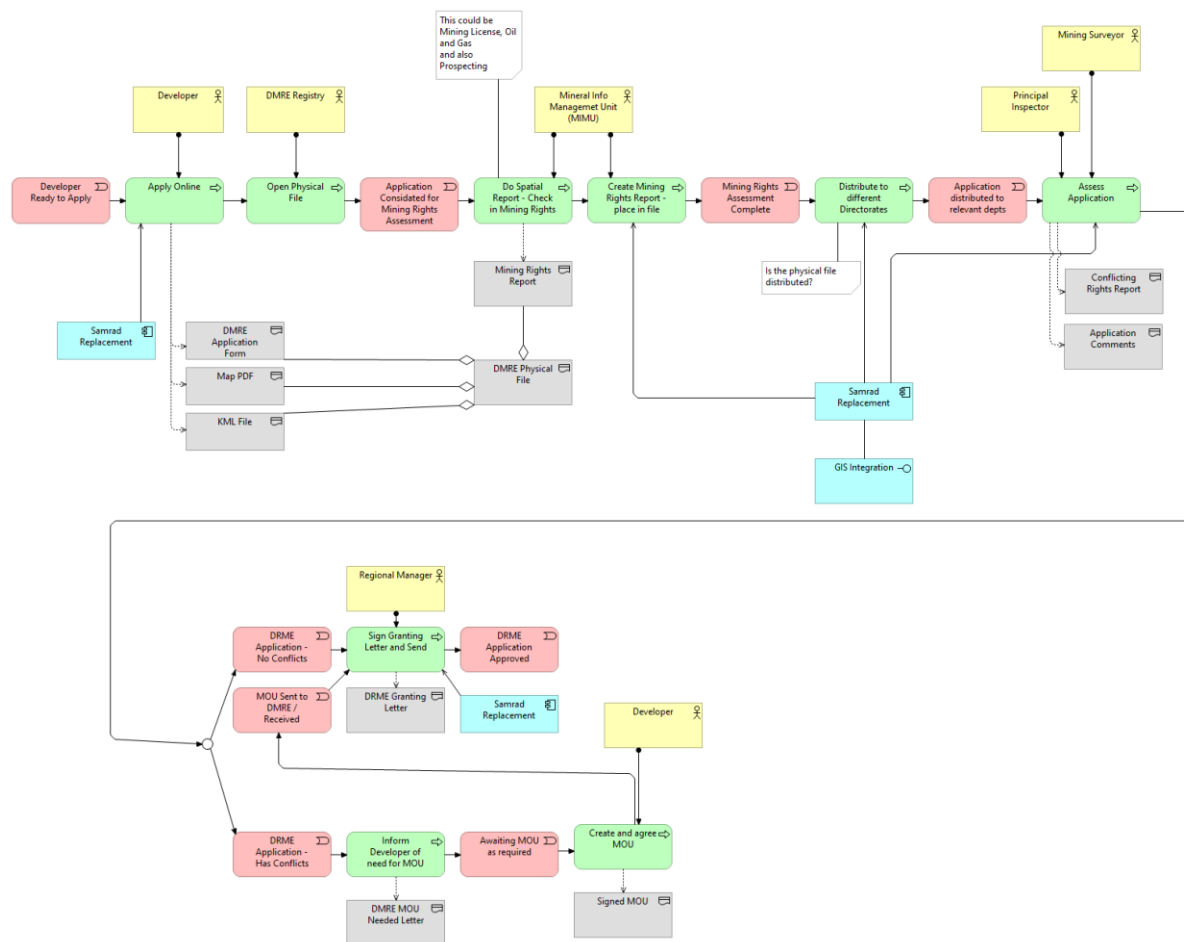 This could be
Mining License, Oil
and Gas
and also
Prospecting
Mining Surveyor
Developer
DMRE Registry
Mineral Info
Managemet Unit
(MIMU)
Principal
Inspector
Developer
Ready to Apply
Apply Online
Open Physical
File
Application
Considated for
Mining Rights
Assessment
Do Spatial
Report - Check
in Mining Rights
Create Mining
Rights Report -
place in file
Mining Rights
Assessment
Complete
Distribute to
different
Directorates
Application
distributed to
relevant depts
Assess
Application
Mining Rights
Report
Is the physical file
distributed?
Conflicting
Rights Report
Samrad
Replacement
DMRE
Application
Form
Application
Comments
Map PDF
DMRE Physical
File
KML File
Samrad
Replacement
GIS Integration
Regional Manager
DRME
Application -
No Conflicts
Sign Granting
Letter and Send
DRME
Application
Approved
MOU Sent to
DMRE /
Received
DRME Granting
Letter
Samrad
Replacement
Developer
DRME
Application -
Has Conflicts
Inform
Developer of
need for MOU
Awaiting MOU
as required
Create and agree
MOU
DMRE MOU
Needed Letter
Signed MOU